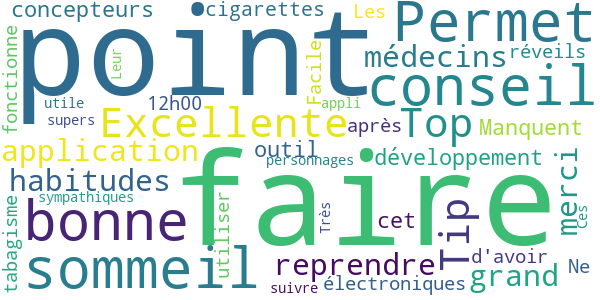 concepteurs cigarettes Les
point Permet
fonctionne Leur Facile médecins réveils
utile 12h00 appli conseil
supers Excellente après Top Manquent
application outil personnages développement
habitudes faire merci
sympathiques Ces
tabagisme bonne utiliser Très cet Tip
sommeil reprendre d'avoir Ne
suivre électroniques grand